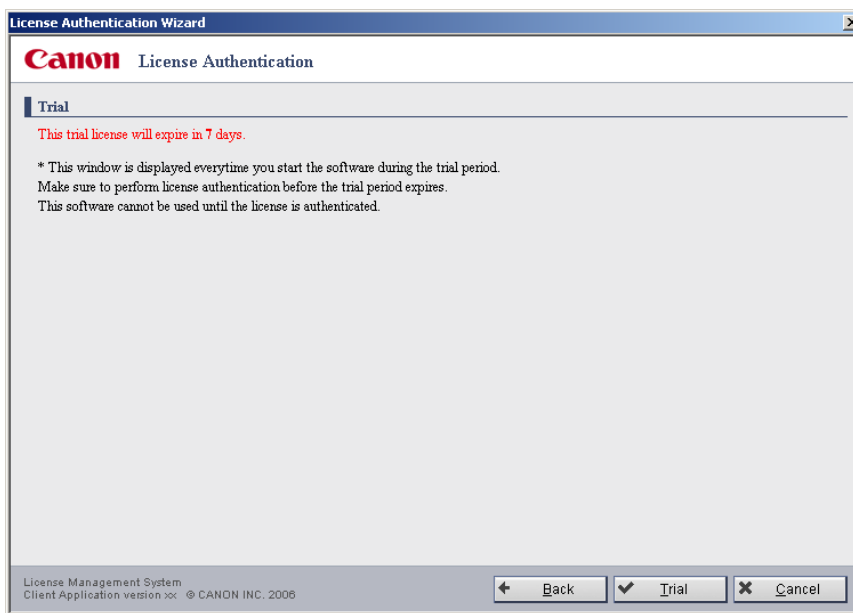 License Authentication Wizard
Canon License Authentication
Trial
This trial license will expire in 7 days.
* This window is displayed everytime you start the software during the trial period.
Make sure to perform license authentication before the trial period expires.
This software cannot be used until the license is authenticated.
License Management System
Client Application version xx © CANON INC. 2006
Back Trial Cancel